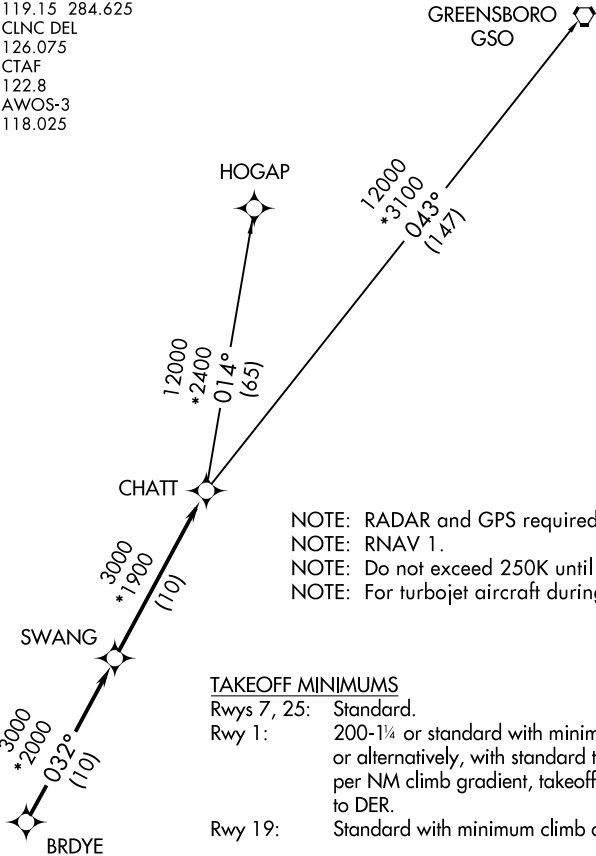 119.15 284.625
CLNC DEL
126.075
CTAF
122.8
AWOS-3
118.025
GREENSBORO
GSO
HOGAP
12000
*3100
043°
(147)
12000
*2400
014°
(65)
CHATT
NOTE: RADAR and GPS required
NOTE: RNAV 1.
NOTE: Do not exceed 250K until
NOTE: For turbojet aircraft during
3000
*1900
(10)
SWANG
TAKEOFF MINIMUMS
Rwys 7, 25: Standard.
Rwy 1: 200-1¼ or standard with minim
or alternatively, with standard t
per NM climb gradient, takeoff
to DER.
Rwy 19: Standard with minimum climb o
3000
*2000
032°
(10)
BRDYE